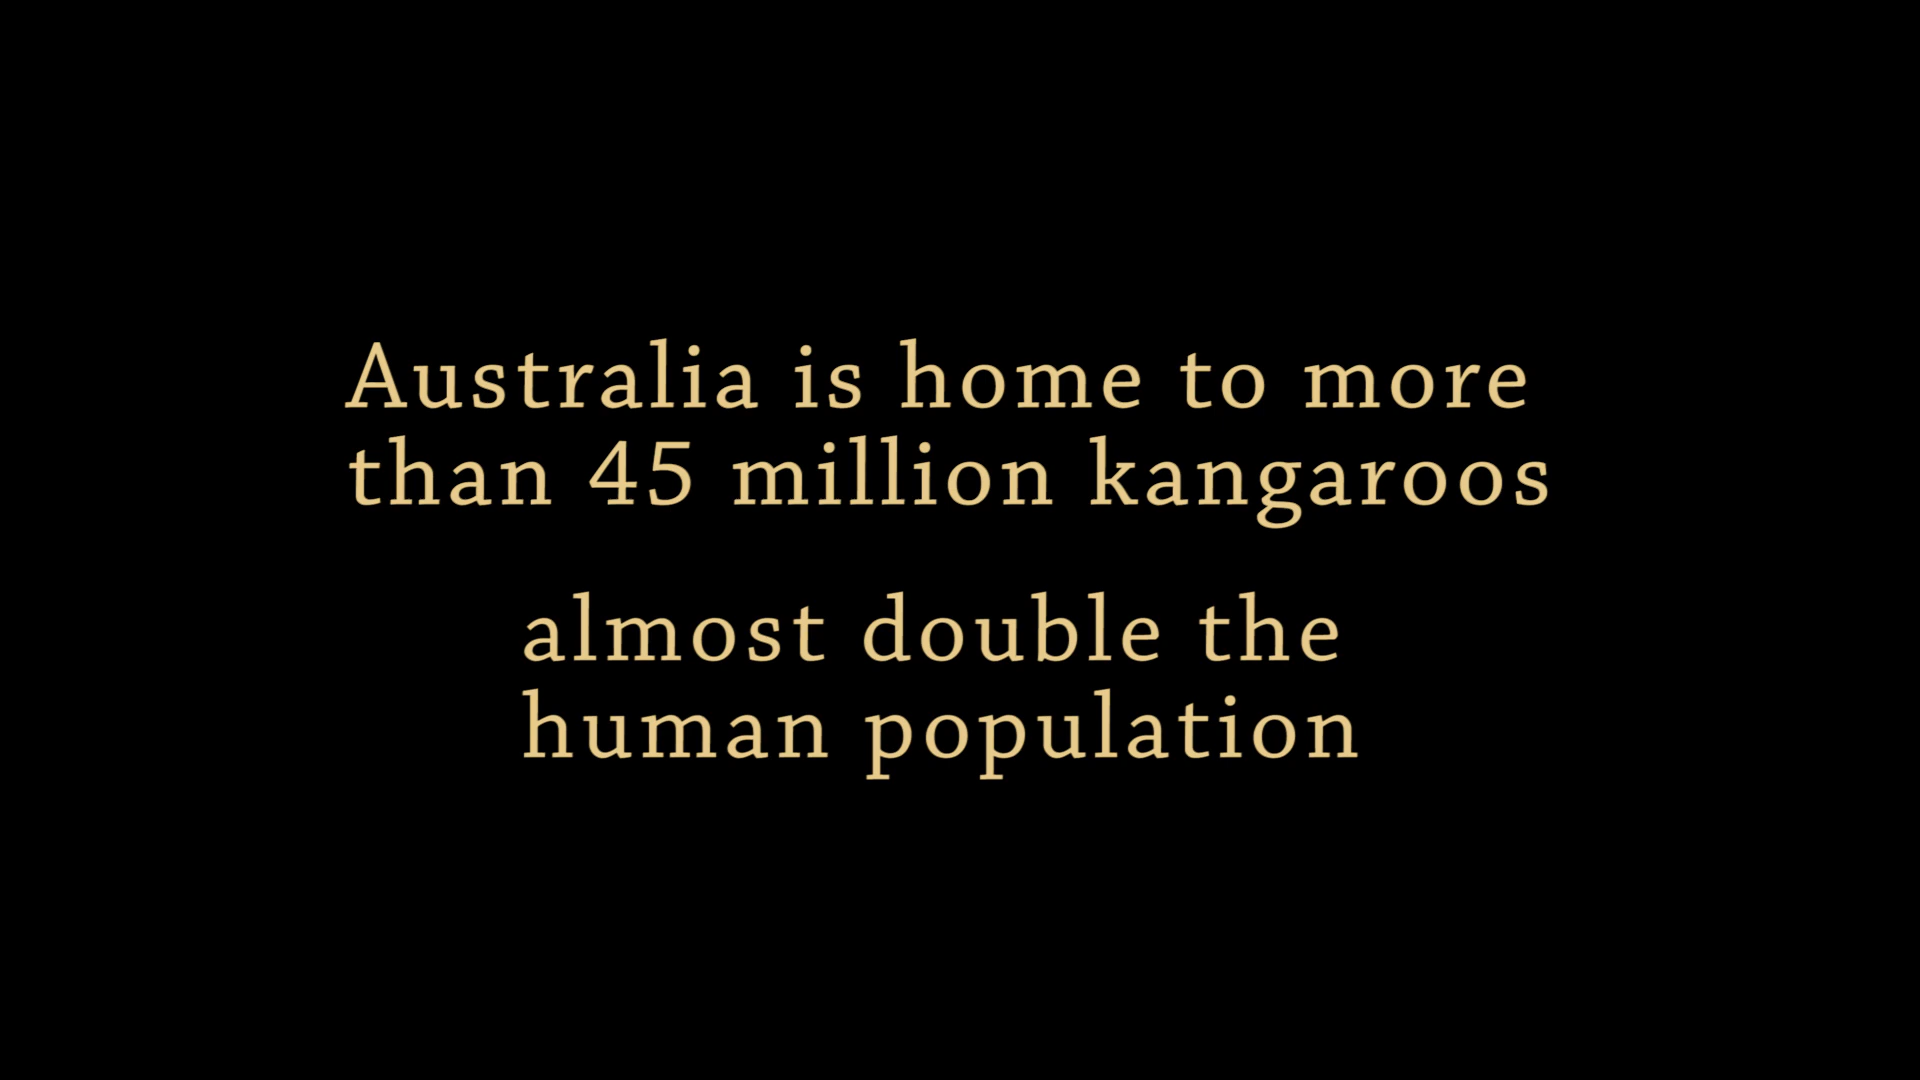 Australia is home to more
than 45 million kangaroos
almost double the
human population